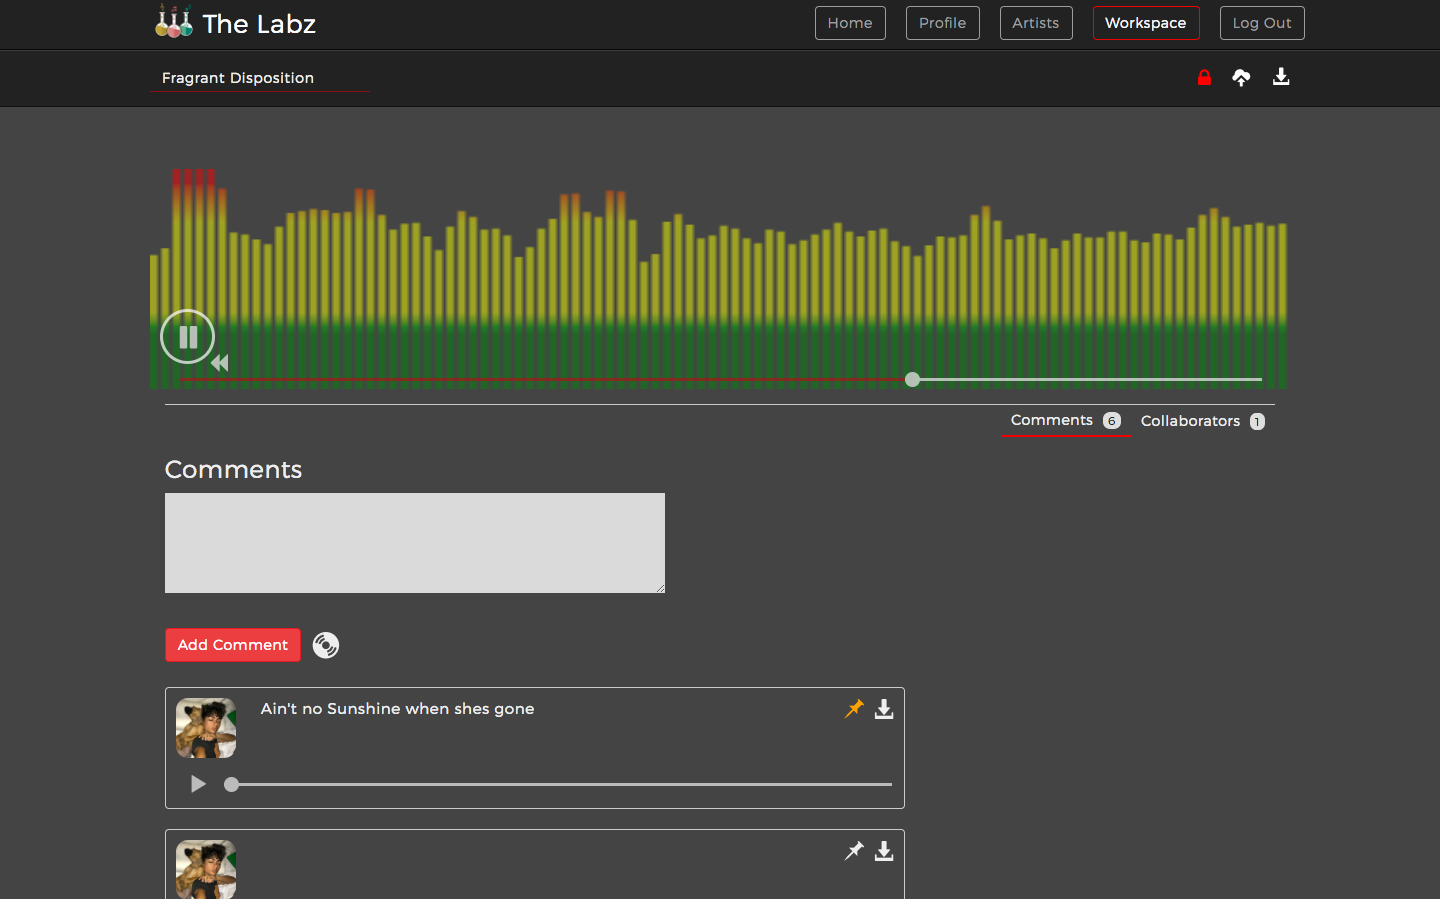 The Labz
Home
Profile
Artists
Workspace
Log Out
Fragrant Disposition
Comments 6
Collaborators 1
Comments
Add Comment
Ain't no Sunshine when shes gone